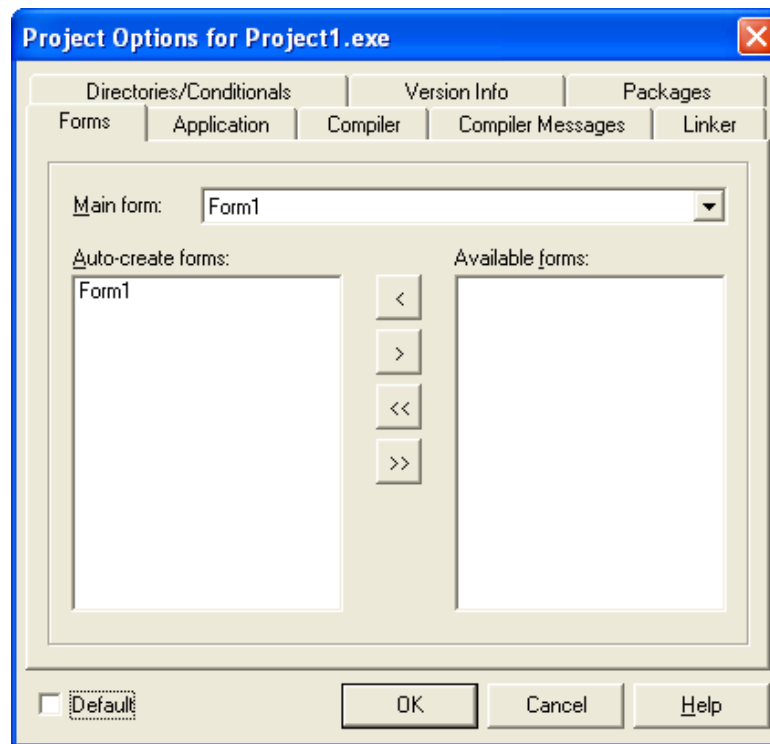 Project Options for Project1.exe
Directories/Conditionals Version Info Packages
Forms Application Compiler Compiler Messages Linker
Main form: Form1
Auto-create forms: Available forms:
Form1
<
>
<<
>>
Default OK Cancel Help